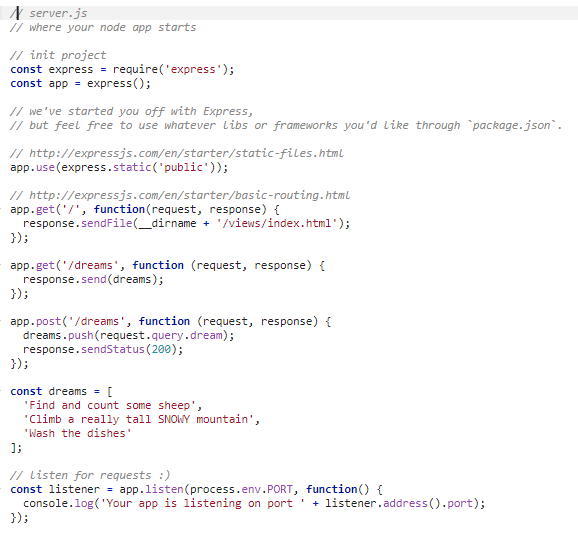 // server.js
// where your node app starts

// init project
const express = require('express');
const app = express();

// we've started you off with Express,
// but feel free to use whatever libs or frameworks you'd like through `package.json`.

// http://expressjs.com/en/starter/static-files.html
app.use(express.static('public'));

// http://expressjs.com/en/starter/basic-routing.html
app.get('/', function(request, response) {
  response.sendFile(__dirname + '/views/index.html');
});

app.get('/dreams', function (request, response) {
  response.send(dreams);
});

app.post('/dreams', function (request, response) {
  dreams.push(request.query.dream);
  response.sendStatus(200);
});

const dreams = [
  'Find and count some sheep',
  'Climb a really tall SNOWY mountain',
  'Wash the dishes'
];

// listen for requests :)
const listener = app.listen(process.env.PORT, function() {
  console.log('Your app is listening on port ' + listener.address().port);
});